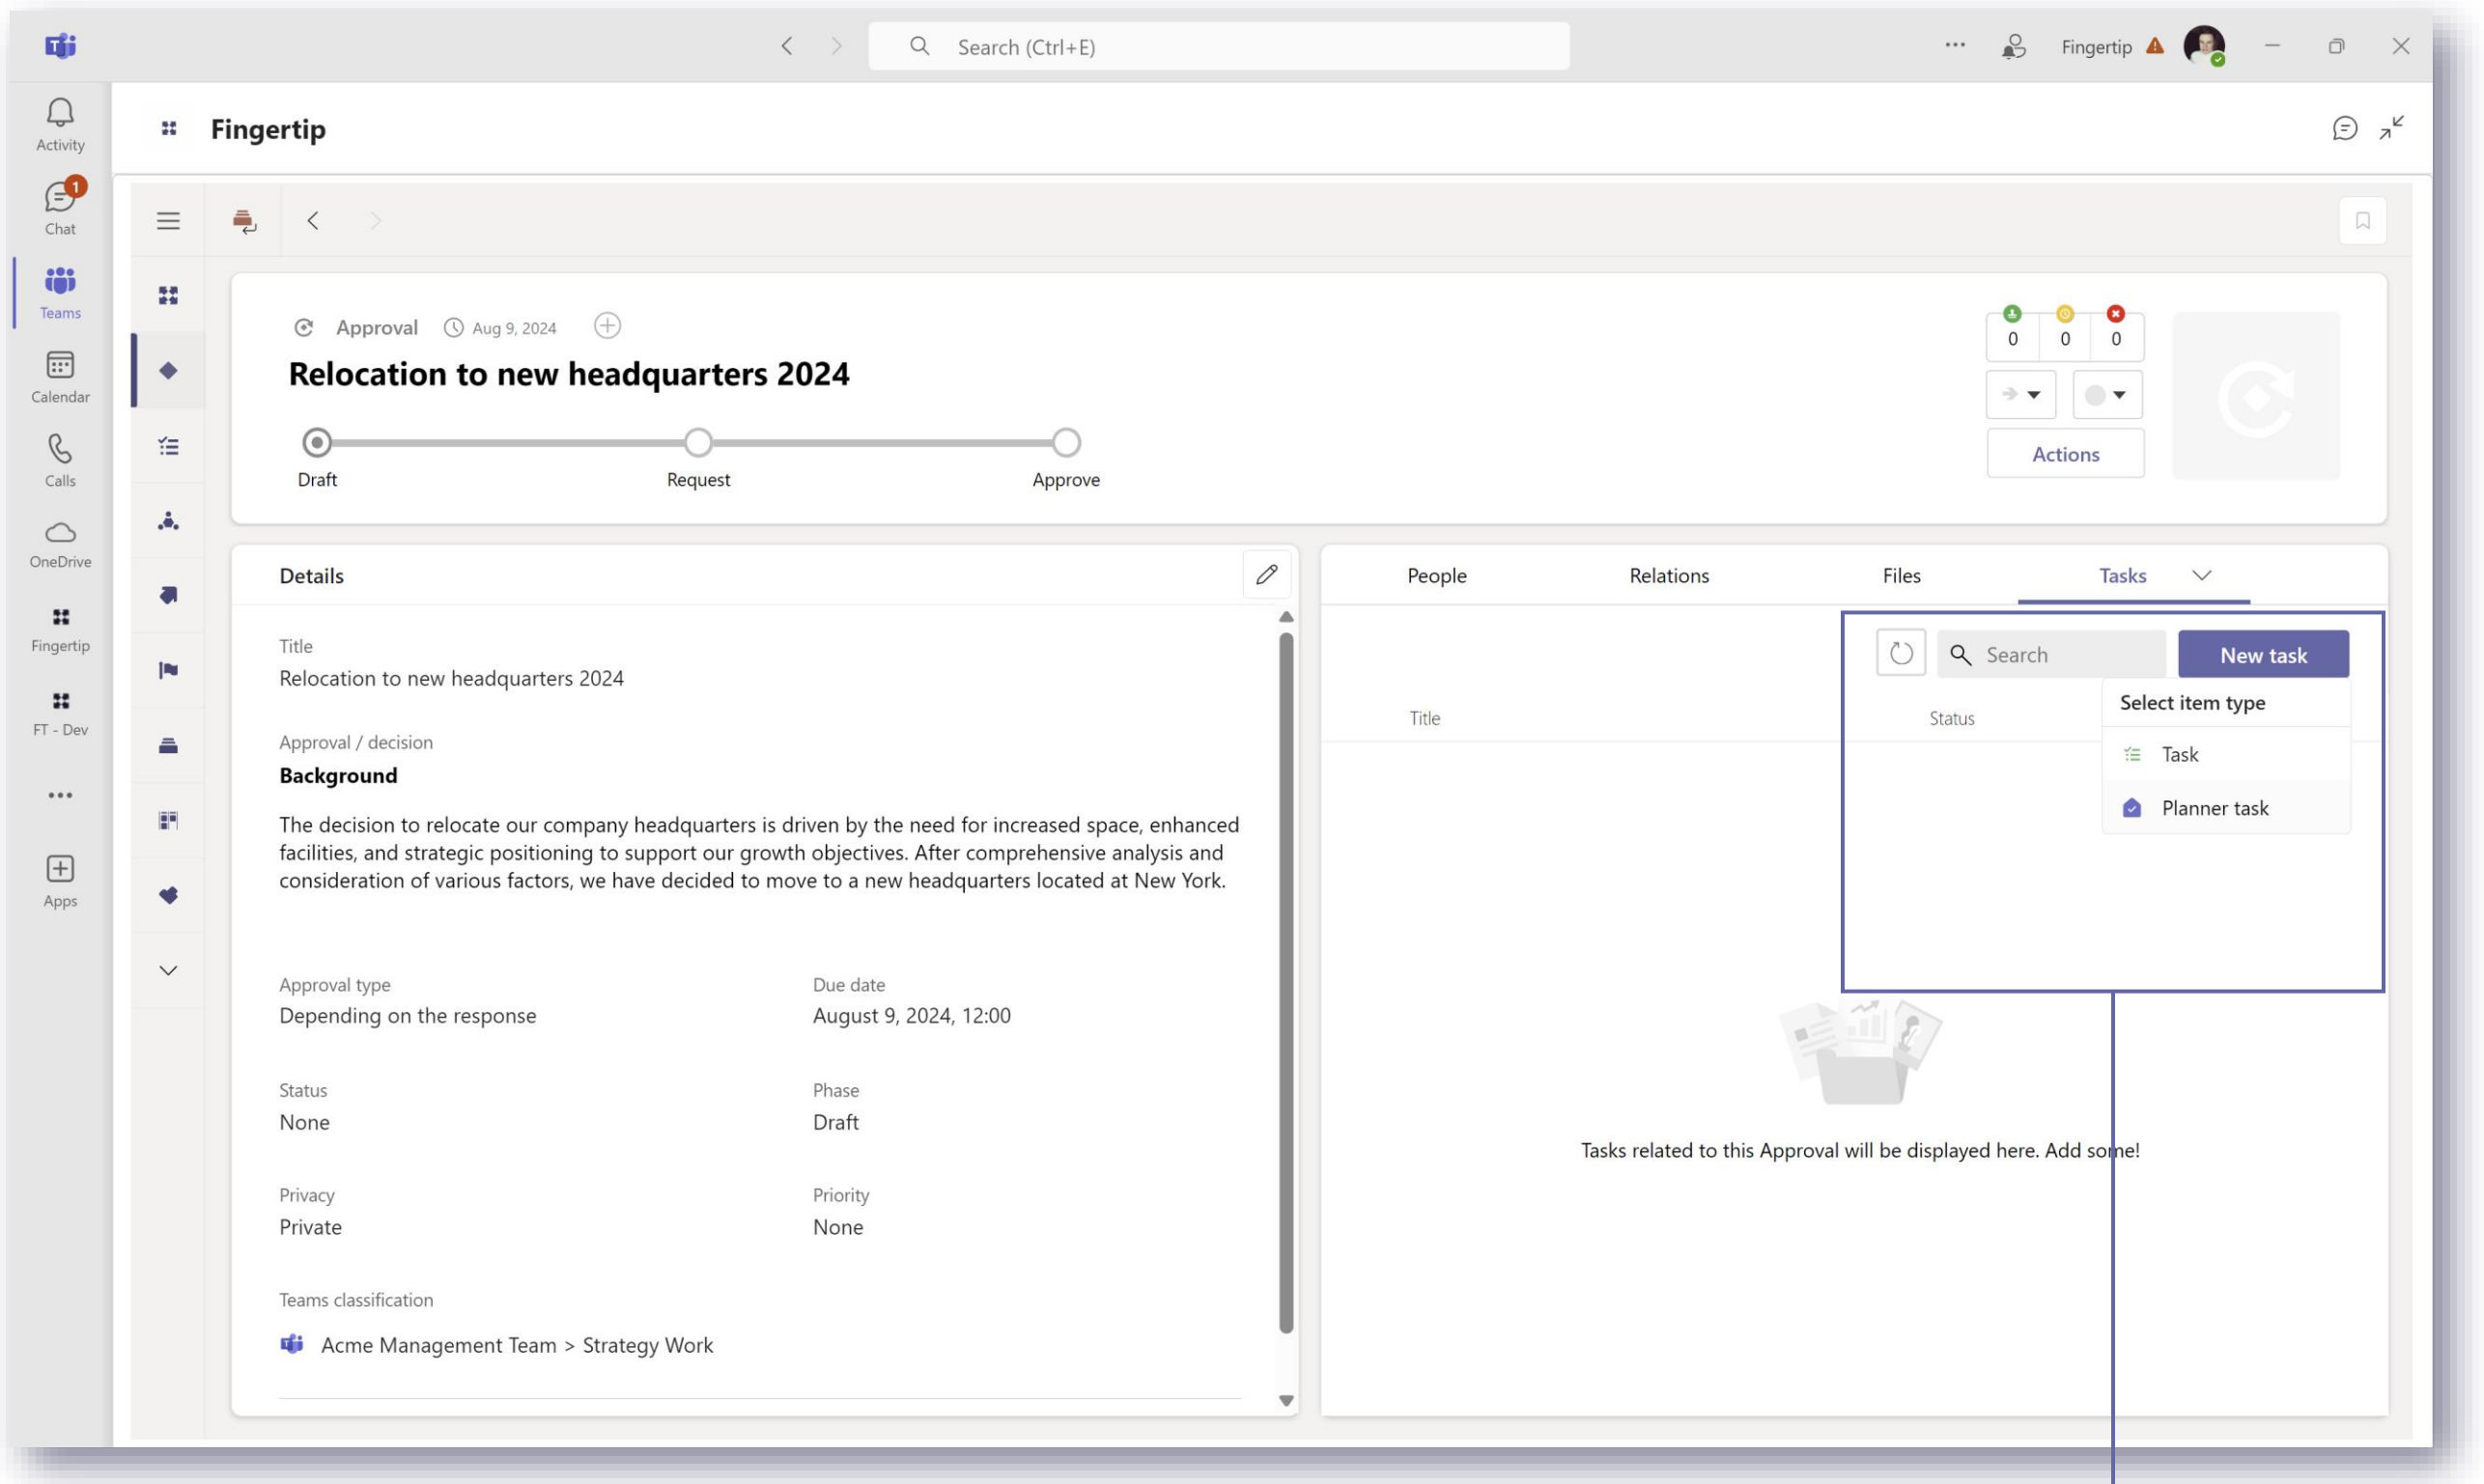 Search (Ctrl+E)
Fingertip
Activity
Chat
1
Teams
Calendar
Calls
OneDrive
Fingertip
FT - Dev
Apps
Fingertip
Approval
Aug 9, 2024
Relocation to new headquarters 2024
Draft
Request
Approve
0
0
0
Actions
Details
Title
Relocation to new headquarters 2024
Approval / decision
Background
The decision to relocate our company headquarters is driven by the need for increased space, enhanced
facilities, and strategic positioning to support our growth objectives. After comprehensive analysis and
consideration of various factors, we have decided to move to a new headquarters located at New York.
Approval type
Depending on the response
Due date
August 9, 2024, 12:00
Status
None
Phase
Draft
Privacy
Private
Priority
None
Teams classification
Acme Management Team > Strategy Work
People
Relations
Files
Tasks
Search
New task
Title
Status
Select item type
Task
Planner task
Tasks related to this Approval will be displayed here. Add some!